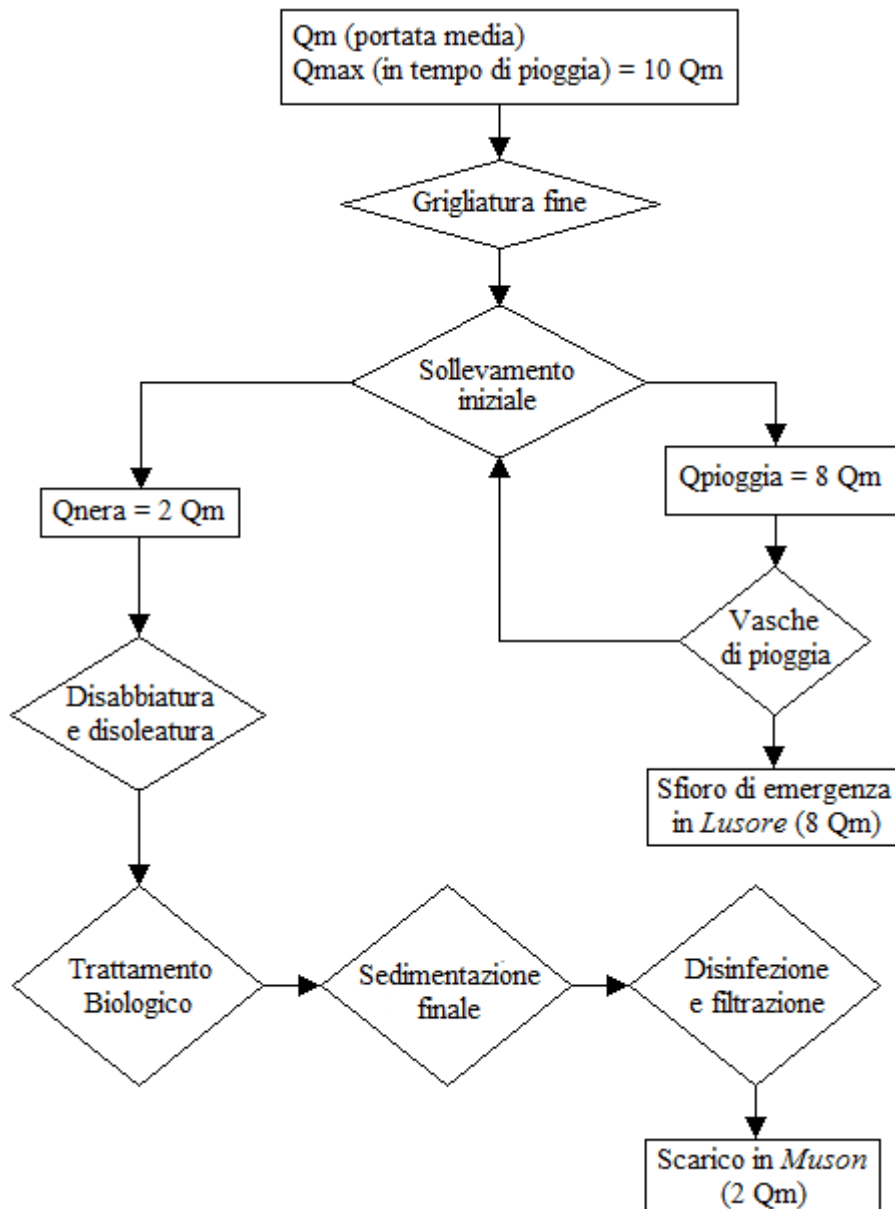 Qm (portata media)
Qmax (in tempo di pioggia) = 10 Qm
Grigliatura fine
Sollevamento
iniziale
Qnera = 2 Qm
Qpioggia = 8 Qm
Vasche
di pioggia
Disabbiatura
e disoleatura
Sfioro di emergenza
in Lusore (8 Qm)
Trattamento
Biologico
Sedimentazione
finale
Disinfezione
e filtrazione
Scarico in Muson
(2 Qm)